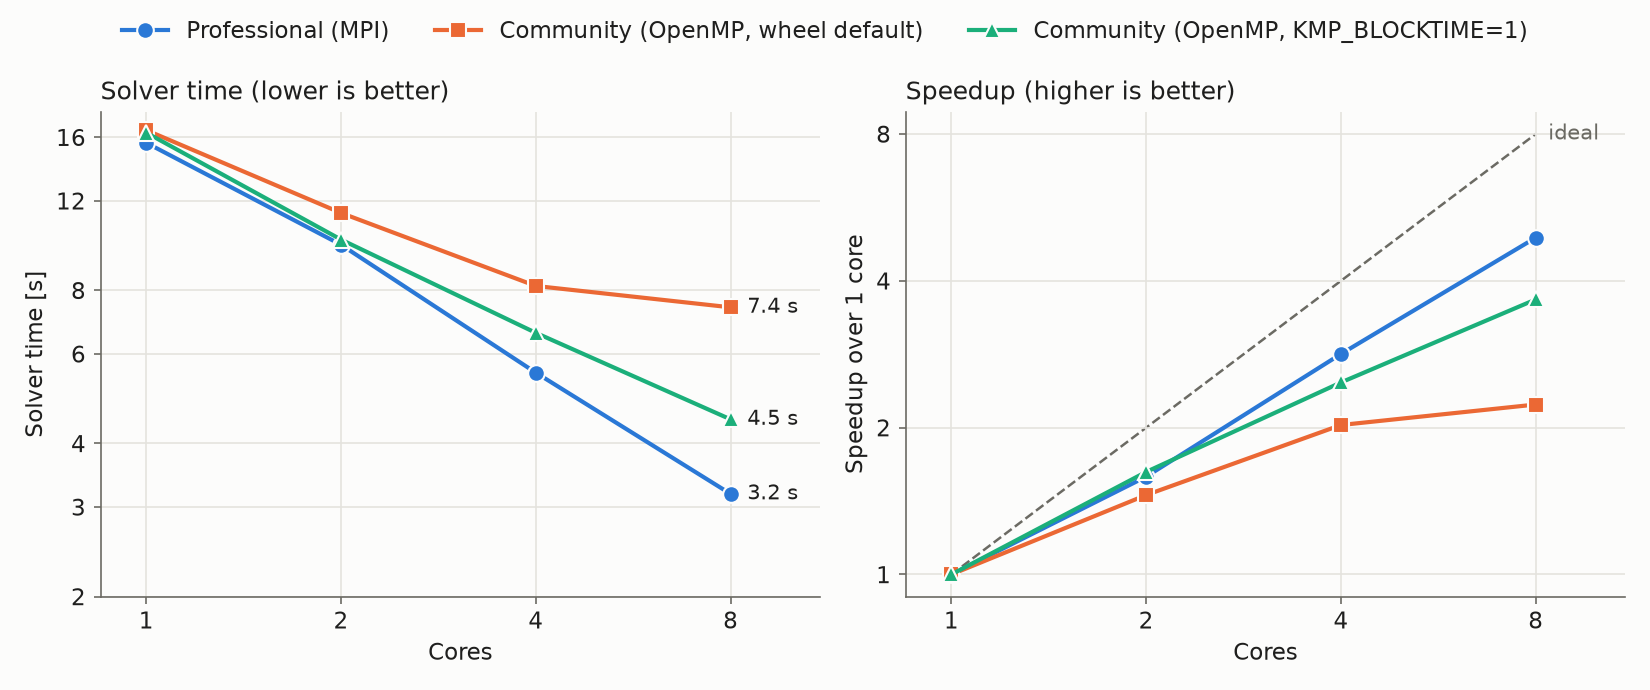 Professional (MPI)
Community (OpenMP, wheel default)
Community (OpenMP, KMP_BLOCKTIME=1)
Solver time (lower is better)
Solver time [s]
16
12
8
6
4
3
2
7.4 s
4.5 s
3.2 s
1 2 4 8
Cores
Speedup (higher is better)
Speedup over 1 core
8
4
2
1
ideal
1 2 4 8
Cores